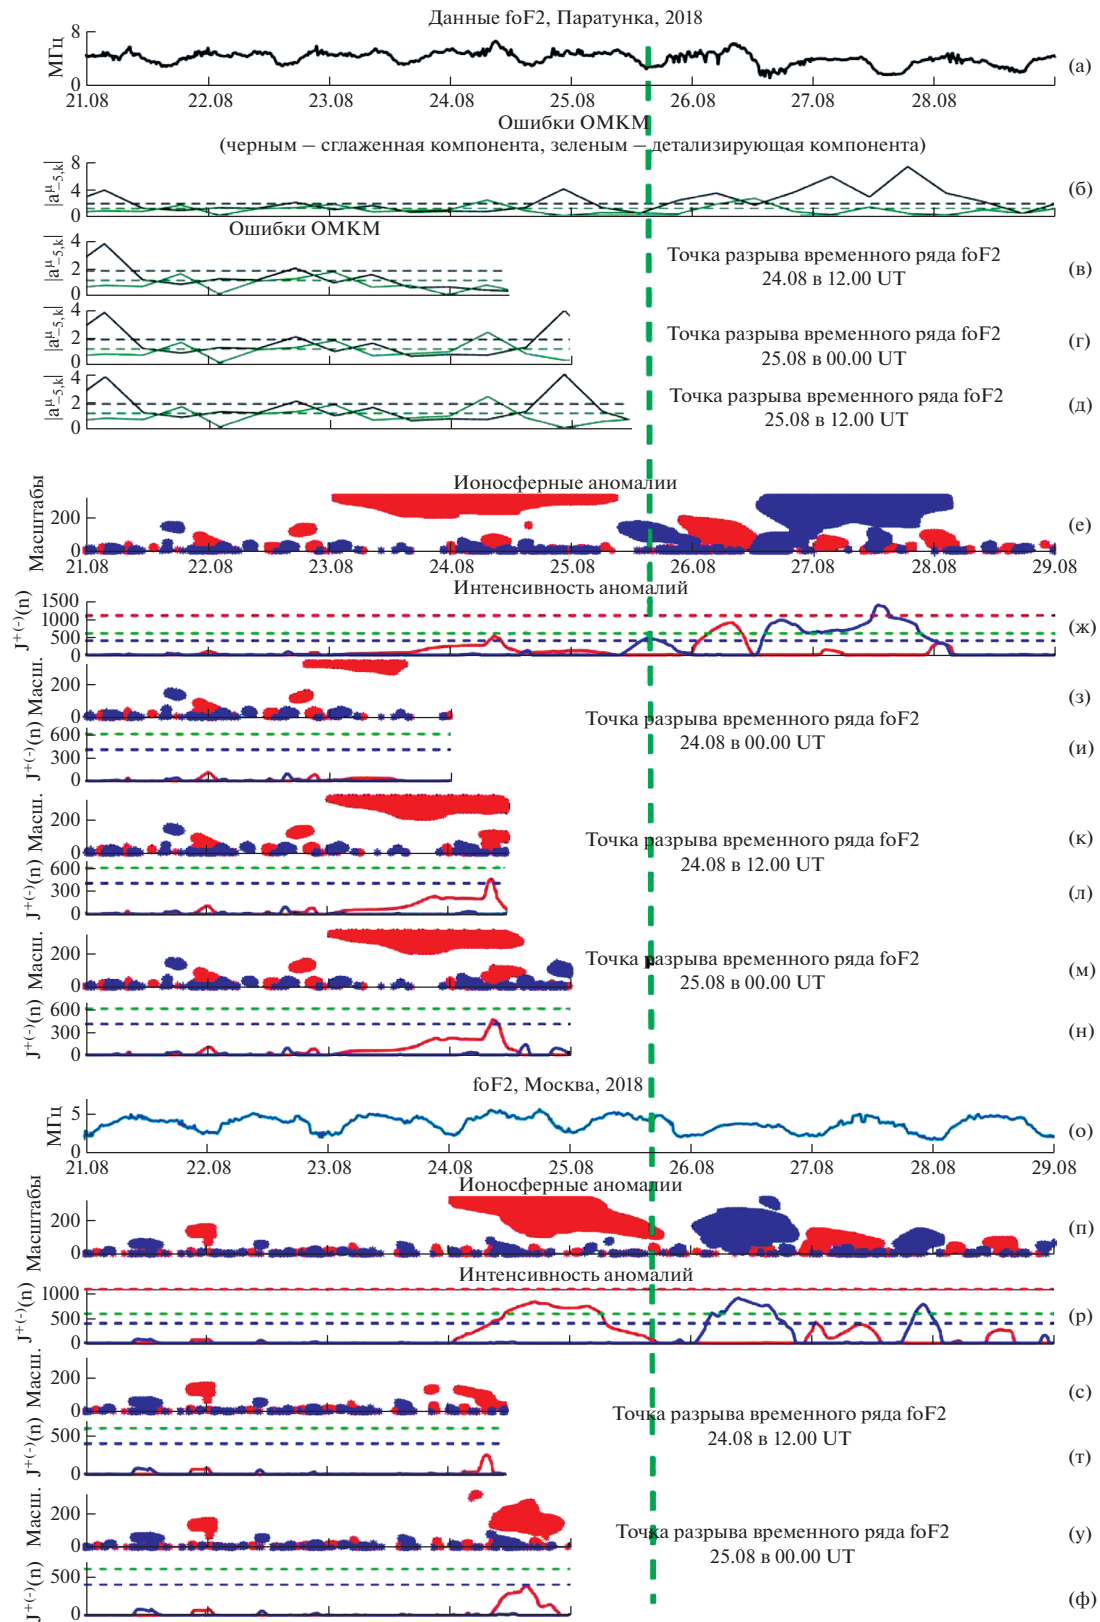 Данные foF2, Паратунка, 2018
МГц
8
4
0
(а)
21.08 22.08 23.08 24.08 25.08 26.08 27.08 28.08
Ошибки ОМКМ
(черным – сглаженная компонента, зеленым – детализирующая компонента)
|a^μ_–5,k|
8
4
0
(б)
Ошибки ОМКМ
|a^μ_–5,k|
4
2
0
Точка разрыва временного ряда foF2
24.08 в 12.00 UT
(в)
|a^μ_–5,k|
4
2
0
Точка разрыва временного ряда foF2
25.08 в 00.00 UT
(г)
|a^μ_–5,k|
4
2
0
Точка разрыва временного ряда foF2
25.08 в 12.00 UT
(д)
Ионосферные аномалии
Масштабы
200
0
(е)
21.08 22.08 23.08 24.08 25.08 26.08 27.08 28.08 29.08
Интенсивность аномалий
J+(-)(n)
1500
1000
500
0
(ж)
Масш.
200
0
(з)
Точка разрыва временного ряда foF2
24.08 в 00.00 UT
J+(-)(n)
600
300
0
(и)
Масш.
200
0
Точка разрыва временного ряда foF2
24.08 в 12.00 UT
(к)
J+(-)(n)
600
300
0
(л)
Масш.
200
0
Точка разрыва временного ряда foF2
25.08 в 00.00 UT
(м)
J+(-)(n)
600
300
0
(н)
foF2, Москва, 2018
МГц
5
0
(о)
21.08 22.08 23.08 24.08 25.08 26.08 27.08 28.08 29.08
Ионосферные аномалии
Масштабы
200
0
(п)
Интенсивность аномалий
J+(-)(n)
1000
500
0
(р)
Масш.
200
0
(с)
Точка разрыва временного ряда foF2
24.08 в 12.00 UT
J+(-)(n)
500
0
(т)
Масш.
200
0
Точка разрыва временного ряда foF2
25.08 в 00.00 UT
(у)
J+(-)(n)
500
0
(ф)